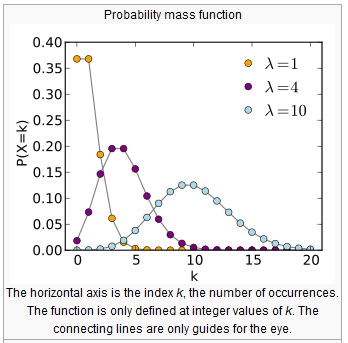 Probability mass function
0.40
0.35
0.30
0.25
0.20
0.15
0.10
0.05
0.00
P(X=k)
λ=1
λ=4
λ=10
0 5 10 15 20
k
The horizontal axis is the index k, the number of occurrences.
The function is only defined at integer values of k. The
connecting lines are only guides for the eye.